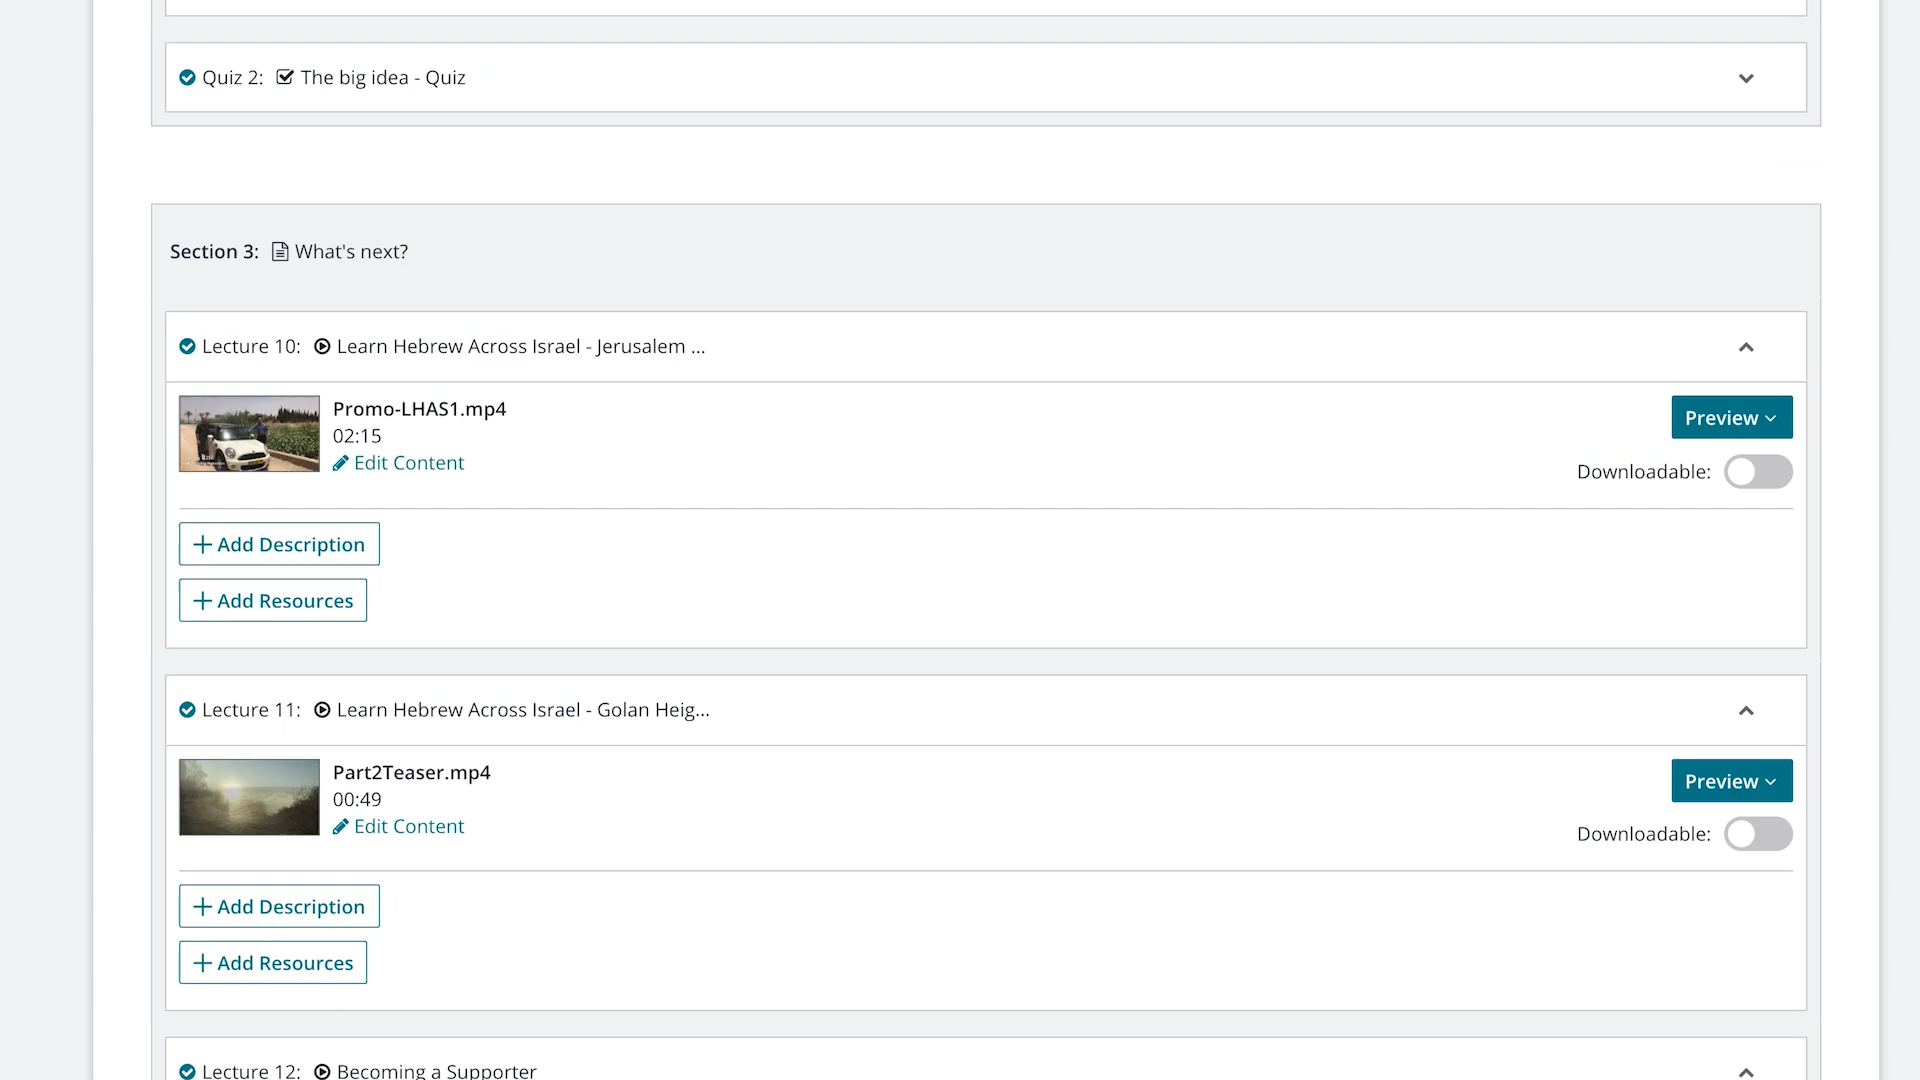 Quiz 2: The big idea - Quiz
Section 3: What's next?
Lecture 10: Learn Hebrew Across Israel - Jerusalem ...
Promo-LHAS1.mp4
02:15
Edit Content
Preview
Downloadable:
Add Description
Add Resources
Lecture 11: Learn Hebrew Across Israel - Golan Heig...
Part2Teaser.mp4
00:49
Edit Content
Preview
Downloadable:
Add Description
Add Resources
Lecture 12: Becoming a Supporter